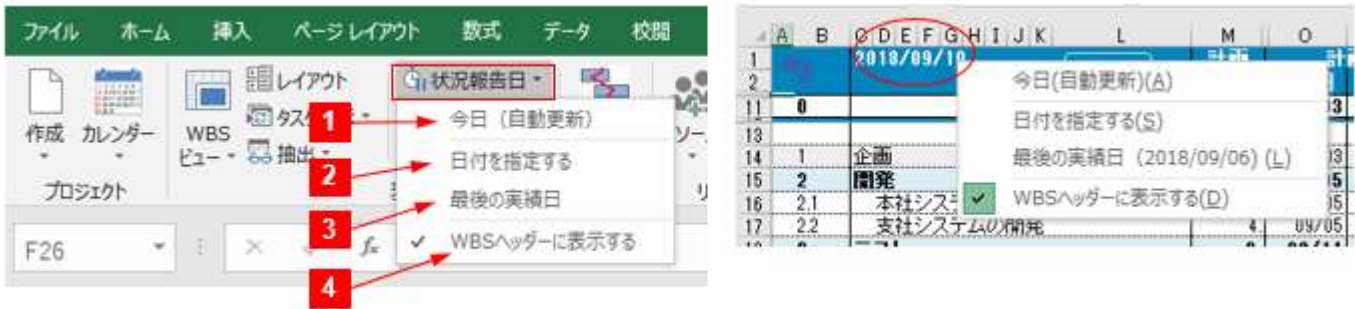 ファイル ホーム 挿入 ページ レイアウト 数式 データ 校閲
状況報告日
レイアウト
作成 カレンダー WBS ビュー 抽出
プロジェクト
1 今日（自動更新）
2 日付を指定する
3 最後の実績日
4 WBSヘッダーに表示する
F26 fx
A B C D E F G H I J K L M O
1 2018/09/10 計画
2
11 0
13
14 1 企画
15 2 開発
16 2.1
17 2.2 支社システムの開発 4. 09/05
今日(自動更新)(A)
日付を指定する(S)
最後の実績日（2018/09/06) (L)
WBSヘッダーに表示する(D)